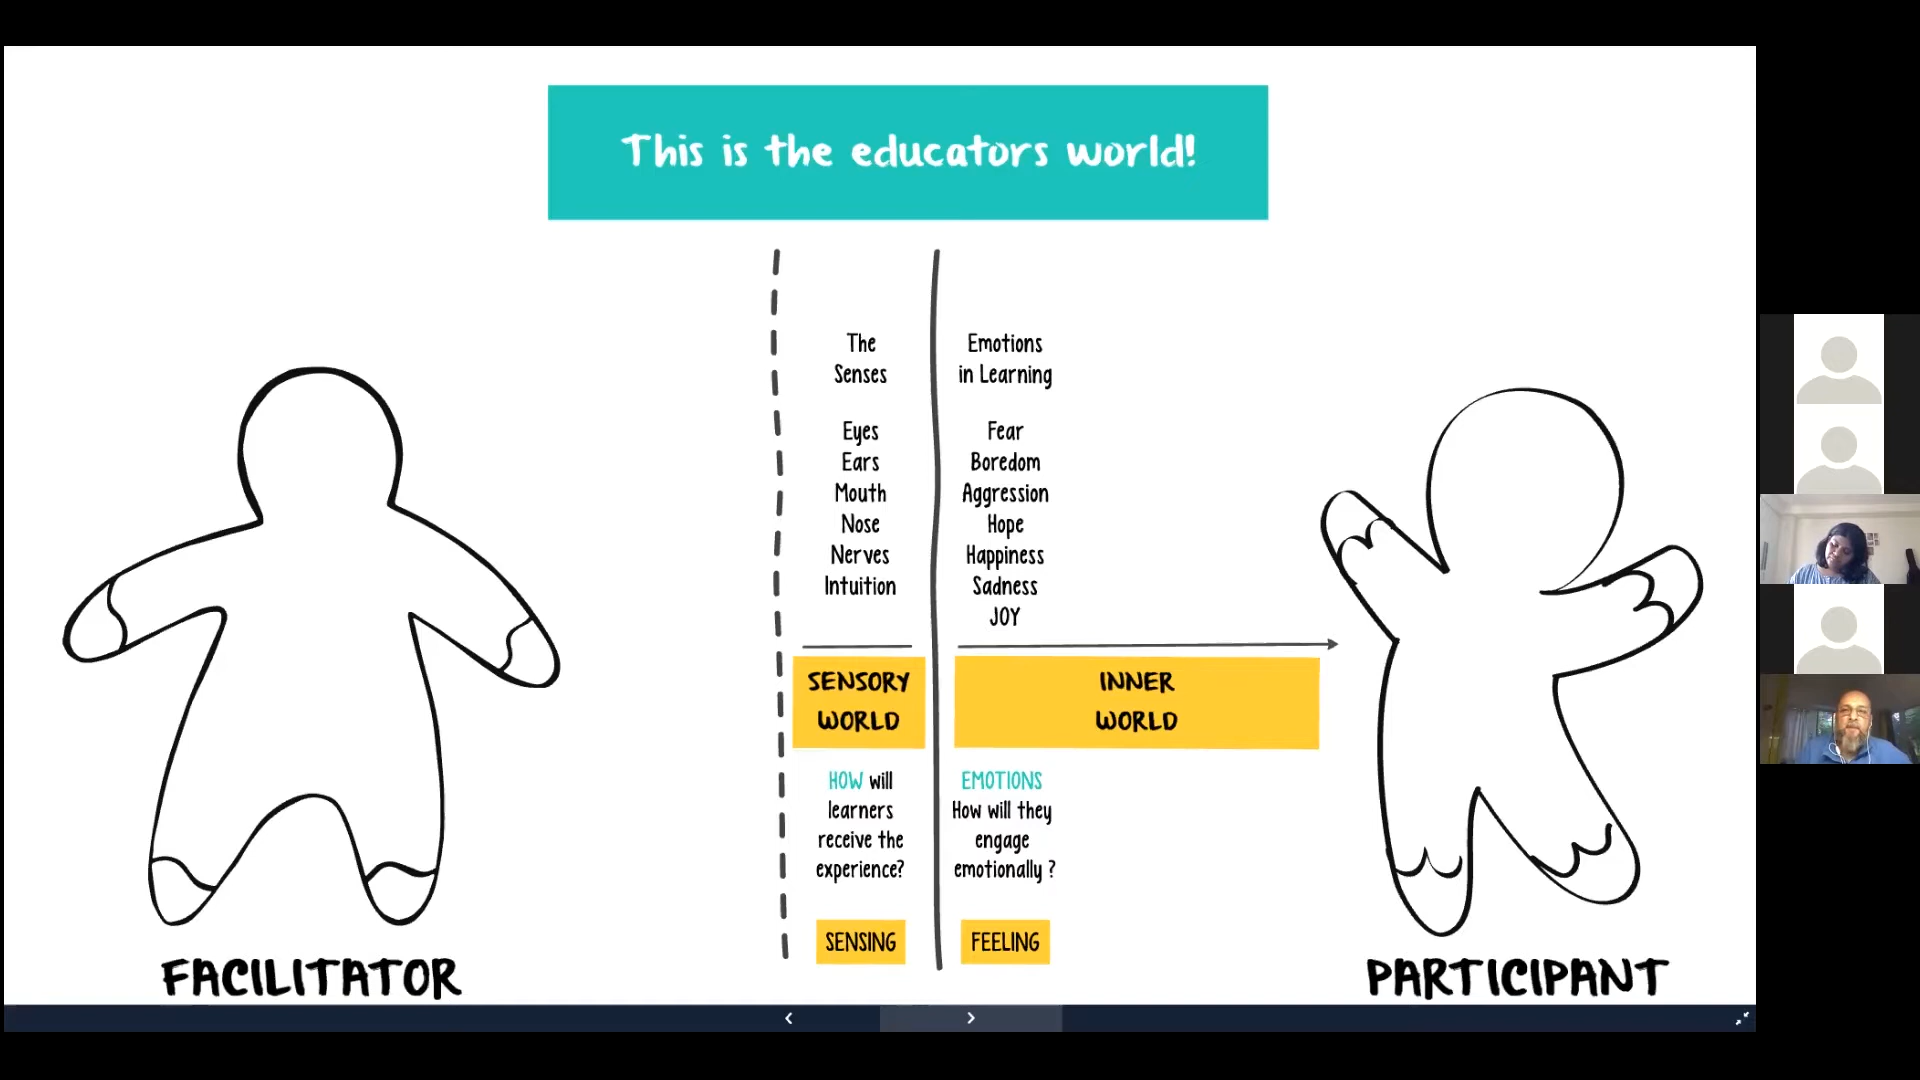 This is the educators world!
The
Senses
Eyes
Ears
Mouth
Nose
Nerves
Intuition
Emotions
in Learning
Fear
Boredom
Aggression
Hope
Happiness
Sadness
JOY
SENSORY
WORLD
INNER
WORLD
HOW will
learners
receive the
experience?
EMOTIONS
How will they
engage
emotionally ?
SENSING
FEELING
FACILITATOR
PARTICIPANT